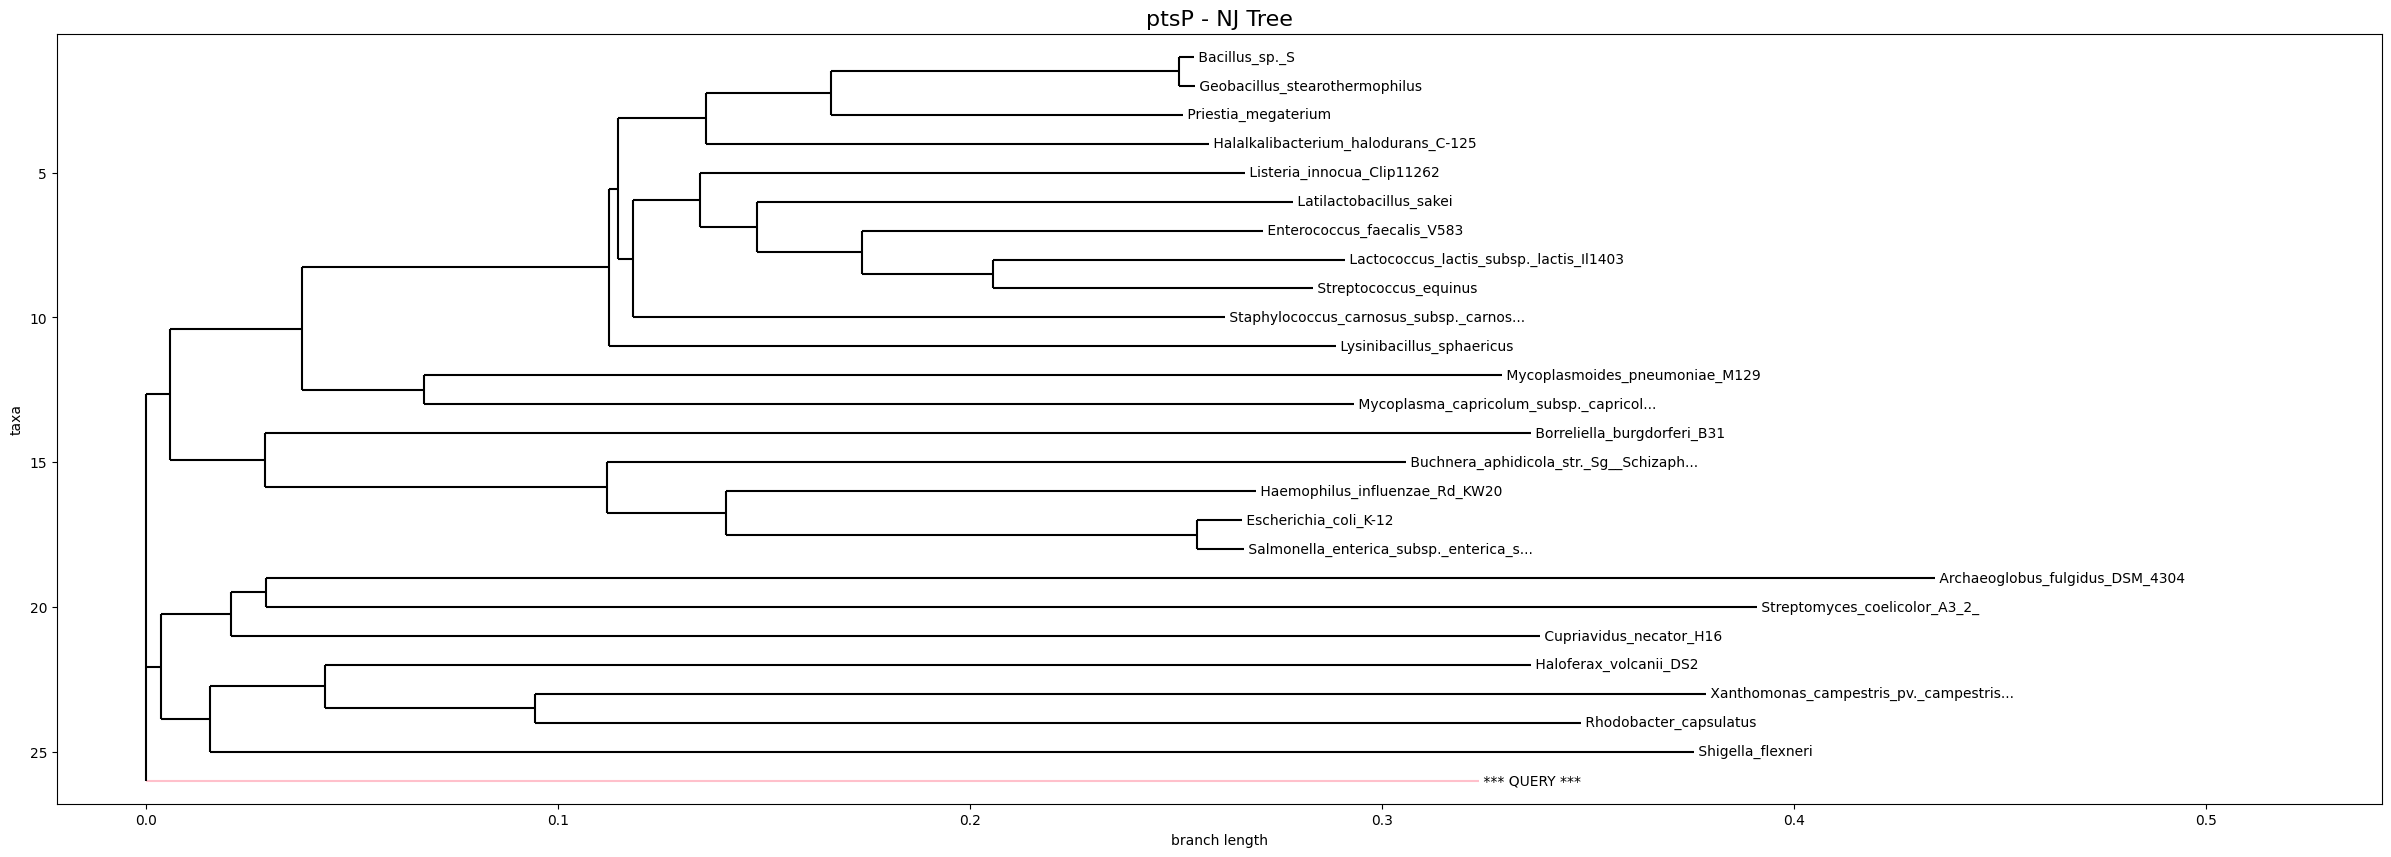 ptsP - NJ Tree
Bacillus_sp._S
Geobacillus_stearothermophilus
Priestia_megaterium
Halalkalibacterium_halodurans_C-125
5
Listeria_innocua_Clip11262
Latilactobacillus_sakei
Enterococcus_faecalis_V583
Lactococcus_lactis_subsp._lactis_Il1403
Streptococcus_equinus
10
Staphylococcus_carnosus_subsp._carnos...
Lysinibacillus_sphaericus
Mycoplasmoides_pneumoniae_M129
Mycoplasma_capricolum_subsp._capricol...
taxa
Borreliella_burgdorferi_B31
15
Buchnera_aphidicola_str._Sg__Schizaph...
Haemophilus_influenzae_Rd_KW20
Escherichia_coli_K-12
Salmonella_enterica_subsp._enterica_s...
Archaeoglobus_fulgidus_DSM_4304
20
Streptomyces_coelicolor_A3_2_
Cupriavidus_necator_H16
Haloferax_volcanii_DS2
Xanthomonas_campestris_pv._campestris...
Rhodobacter_capsulatus
25
Shigella_flexneri
*** QUERY ***
0.0 0.1 0.2 0.3 0.4 0.5
branch length